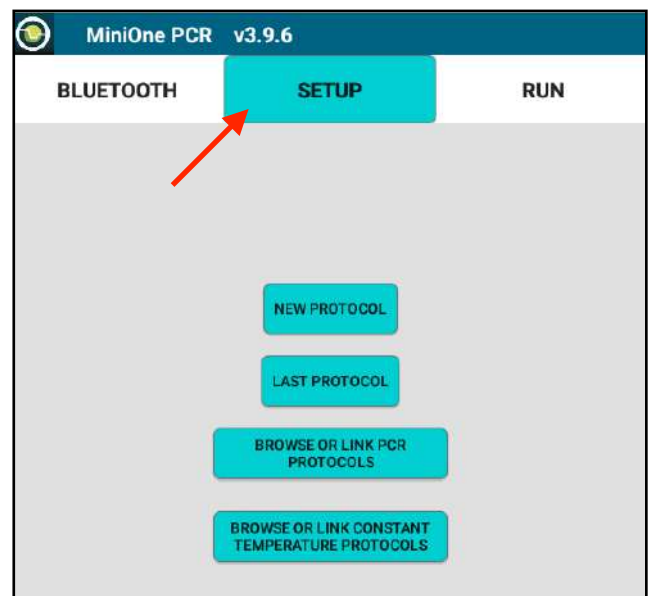 MiniOne PCR v3.9.6
BLUETOOTH SETUP RUN
NEW PROTOCOL
LAST PROTOCOL
BROWSE OR LINK PCR
PROTOCOLS
BROWSE OR LINK CONSTANT
TEMPERATURE PROTOCOLS